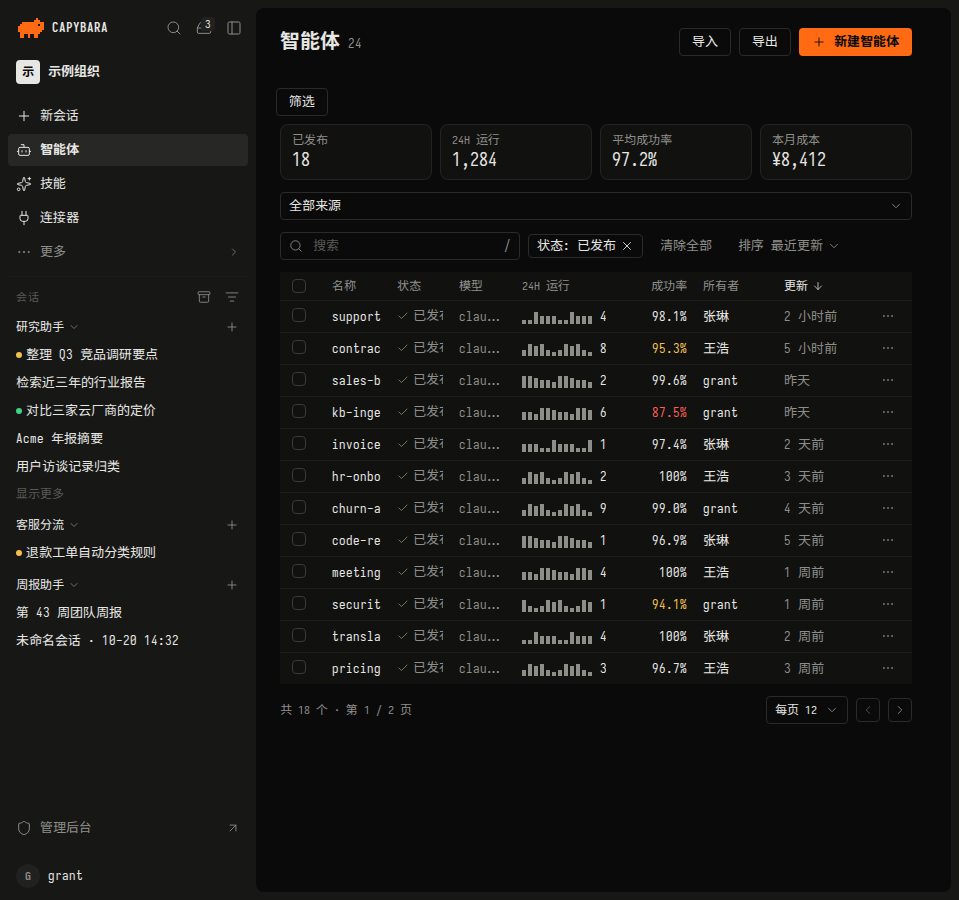 CAPYBARA
3
示 示例组织
新会话
智能体
技能
连接器
更多
会话
研究助手
整理 Q3 竞品调研要点
检索近三年的行业报告
对比三家云厂商的定价
Acme 年报摘要
用户访谈记录归类
显示更多
客服分流
退款工单自动分类规则
周报助手
第 43 周团队周报
未命名会话 · 10-20 14:32
管理后台
G grant
智能体 24
导入 导出 新建智能体
筛选
已发布 24H 运行 平均成功率 本月成本
18 1,284 97.2% ¥8,412
全部来源
搜索 / 状态: 已发布 清除全部 排序 最近更新
名称 状态 模型 24H 运行 成功率 所有者 更新
support 已发布 clau... 4 98.1% 张琳 2 小时前
contrac 已发布 clau... 8 95.3% 王浩 5 小时前
sales-b 已发布 clau... 2 99.6% grant 昨天
kb-inge 已发布 clau... 6 87.5% grant 昨天
invoice 已发布 clau... 1 97.4% 张琳 2 天前
hr-onbo 已发布 clau... 2 100% 王浩 3 天前
churn-a 已发布 clau... 9 99.0% grant 4 天前
code-re 已发布 clau... 1 96.9% 张琳 5 天前
meeting 已发布 clau... 4 100% 王浩 1 周前
securit 已发布 clau... 1 94.1% grant 1 周前
transla 已发布 clau... 4 100% 张琳 2 周前
pricing 已发布 clau... 3 96.7% 王浩 3 周前
共 18 个 · 第 1 / 2 页 每页 12